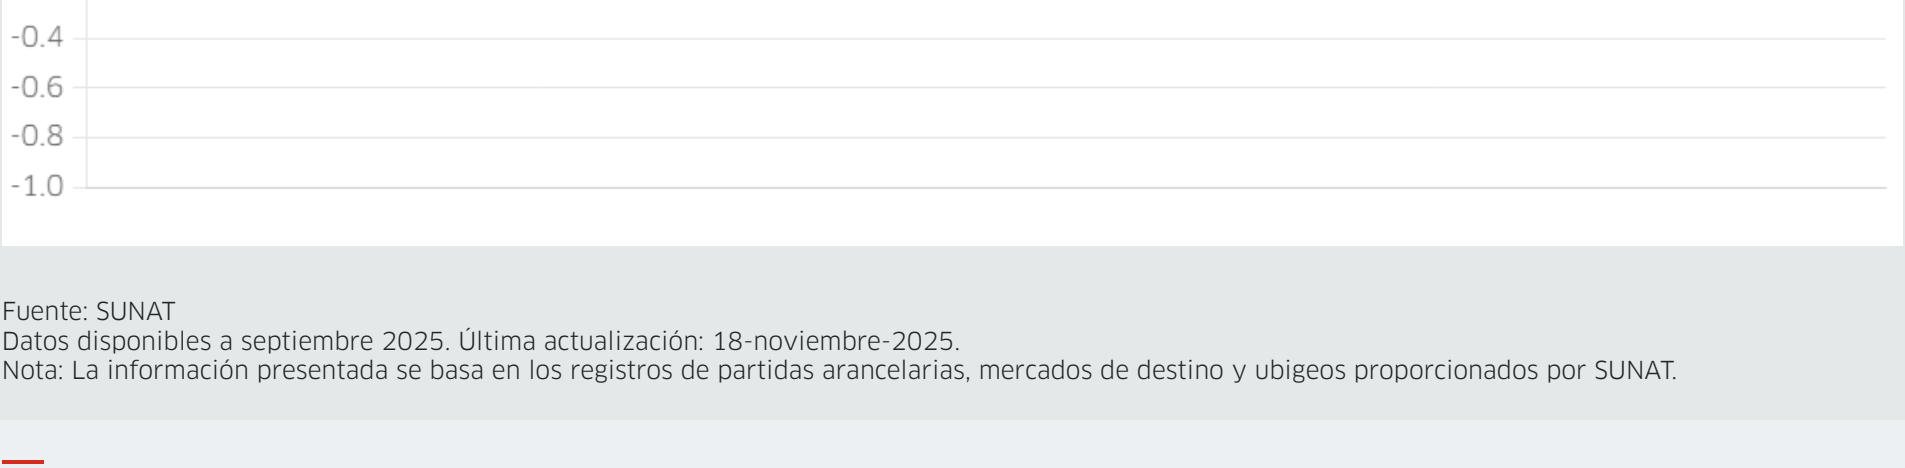 -0.4
-0.6
-0.8
-1.0
Fuente: SUNAT
Datos disponibles a septiembre 2025. Última actualización: 18-noviembre-2025.
Nota: La información presentada se basa en los registros de partidas arancelarias, mercados de destino y ubigeos proporcionados por SUNAT.